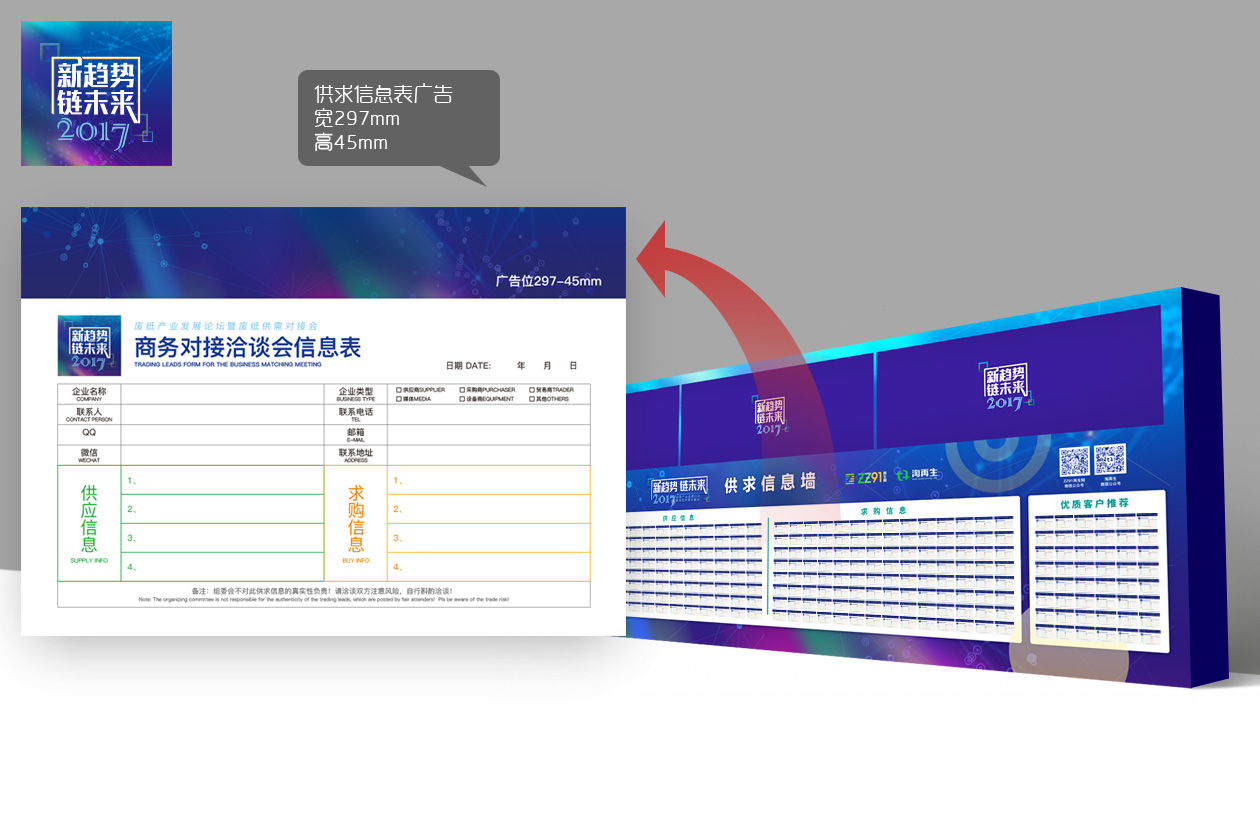 新趋势
链未来
2017
供求信息表广告
宽297mm
高45mm
广告位297-45mm
新趋势
链未来
2017
废纸产业发展论坛暨废纸供需对接会
商务对接洽谈会信息表
TRADING LEADS FORM FOR THE BUSINESS MATCHING MEETING
日期 DATE: 年 月 日
企业名称
COMPANY
企业类型
BUSINESS TYPE
供应商SUPPLIER 采购商PURCHASER 贸易商TRADER
媒体MEDIA 设备商EQUIPMENT 其他OTHERS
联系人
CONTACT PERSON
联系电话
TEL
QQ
邮箱
E-MAIL
微信
WECHAT
联系地址
ADDRESS
供应信息
SUPPLY INFO
1、
2、
3、
4、
求购信息
BUY INFO
1、
2、
3、
4、
备注：组委会不对此供求信息的真实性负责！请洽谈双方注意风险，自行斟酌洽谈！
Note: The organizing committee is not responsible for the authenticity of the trading leads, which are posted by fair attenders! Pls be aware of the trade risk!
新趋势
链未来
2017
新趋势
链未来
2017
新趋势 链未来
2017
供求信息墙
ZZ91
淘再生
供应信息
求购信息
优质客户推荐